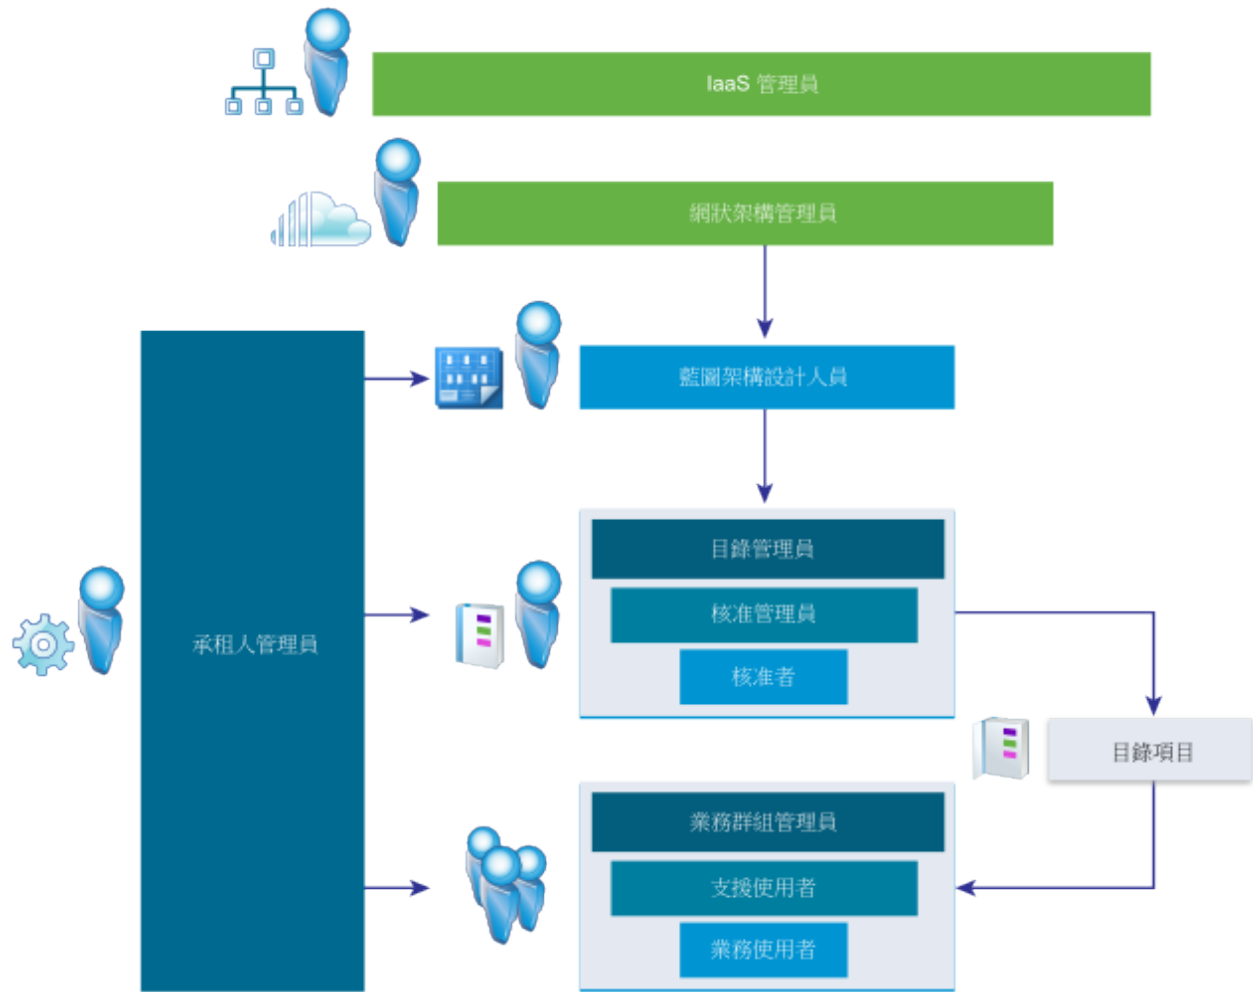 IaaS 管理員
網狀架構管理員
藍圖架構設計人員
目錄管理員
核准管理員
承租人管理員
核准者
目錄項目
業務群組管理員
支援使用者
業務使用者